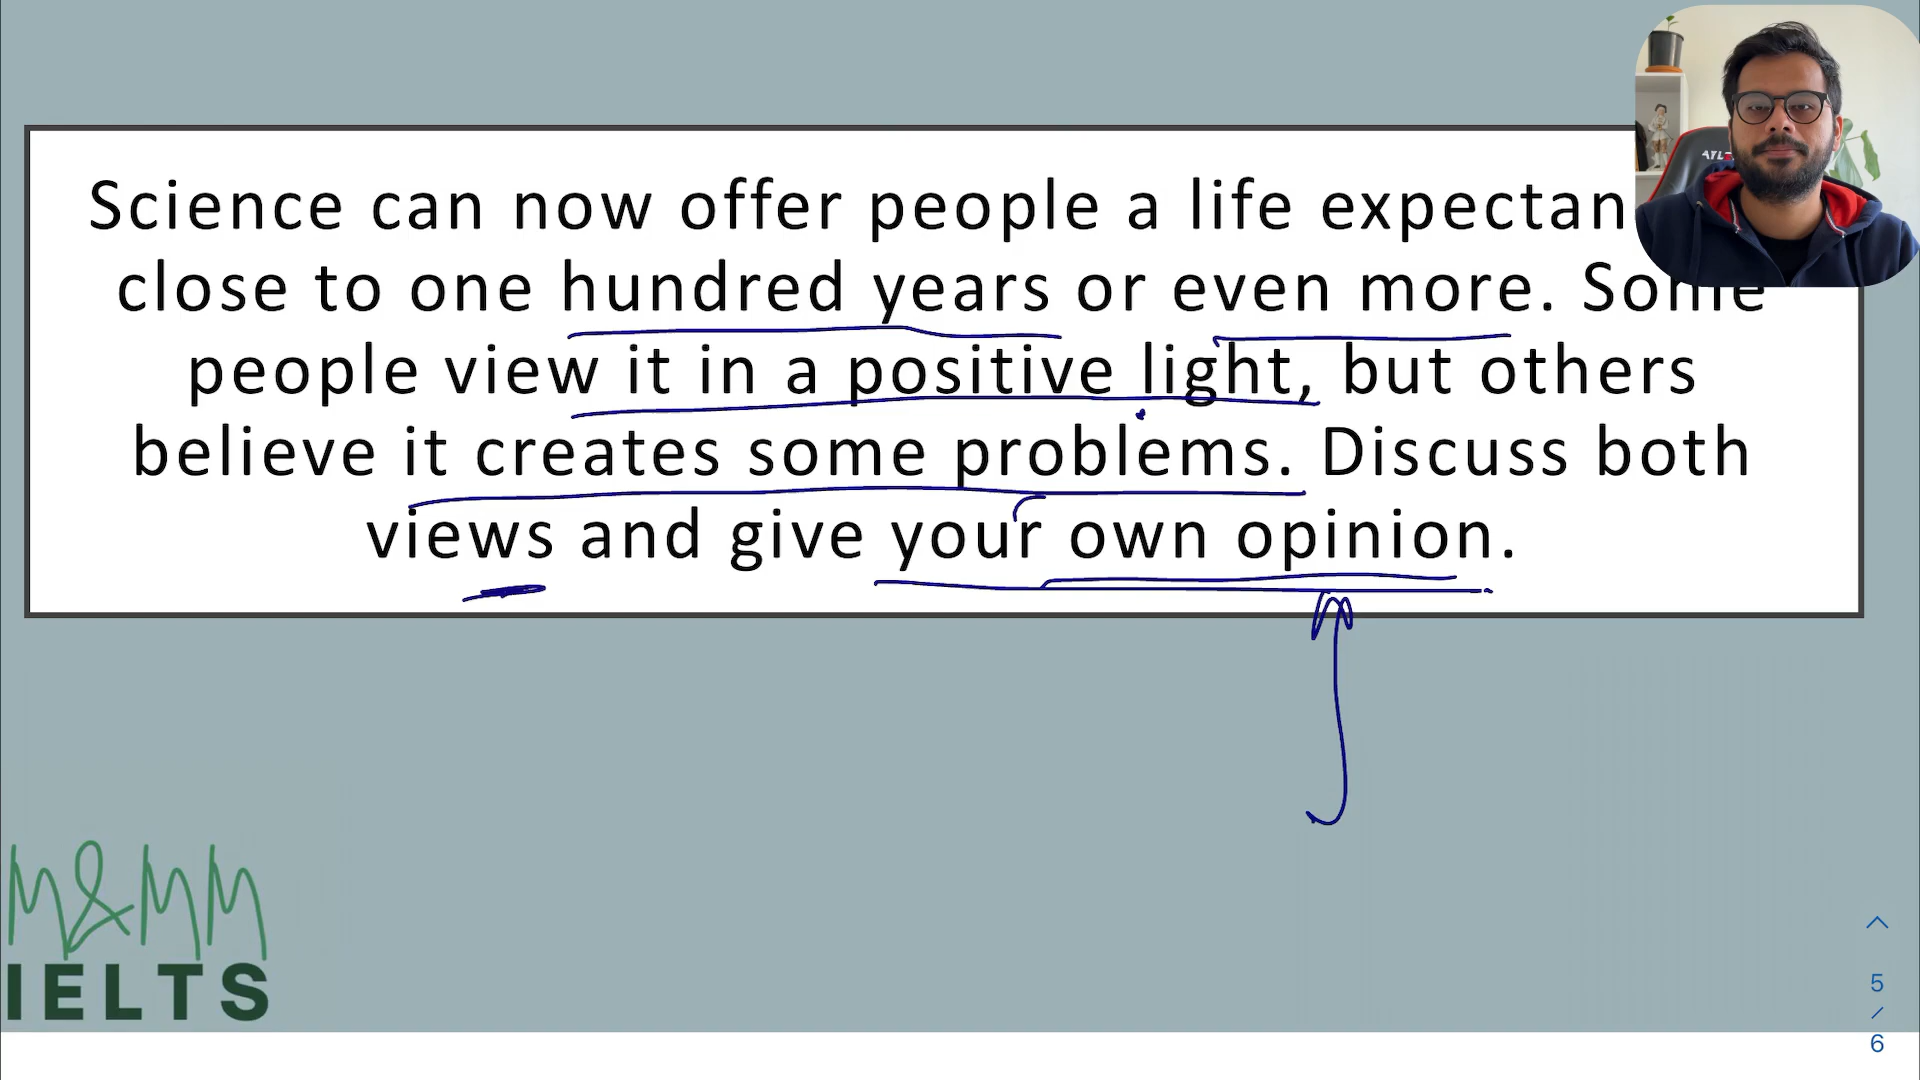 Science can now offer people a life expectan
close to one hundred years or even more. Some
people view it in a positive light, but others
believe it creates some problems. Discuss both
views and give your own opinion.
M&MM
IELTS
5
/
6